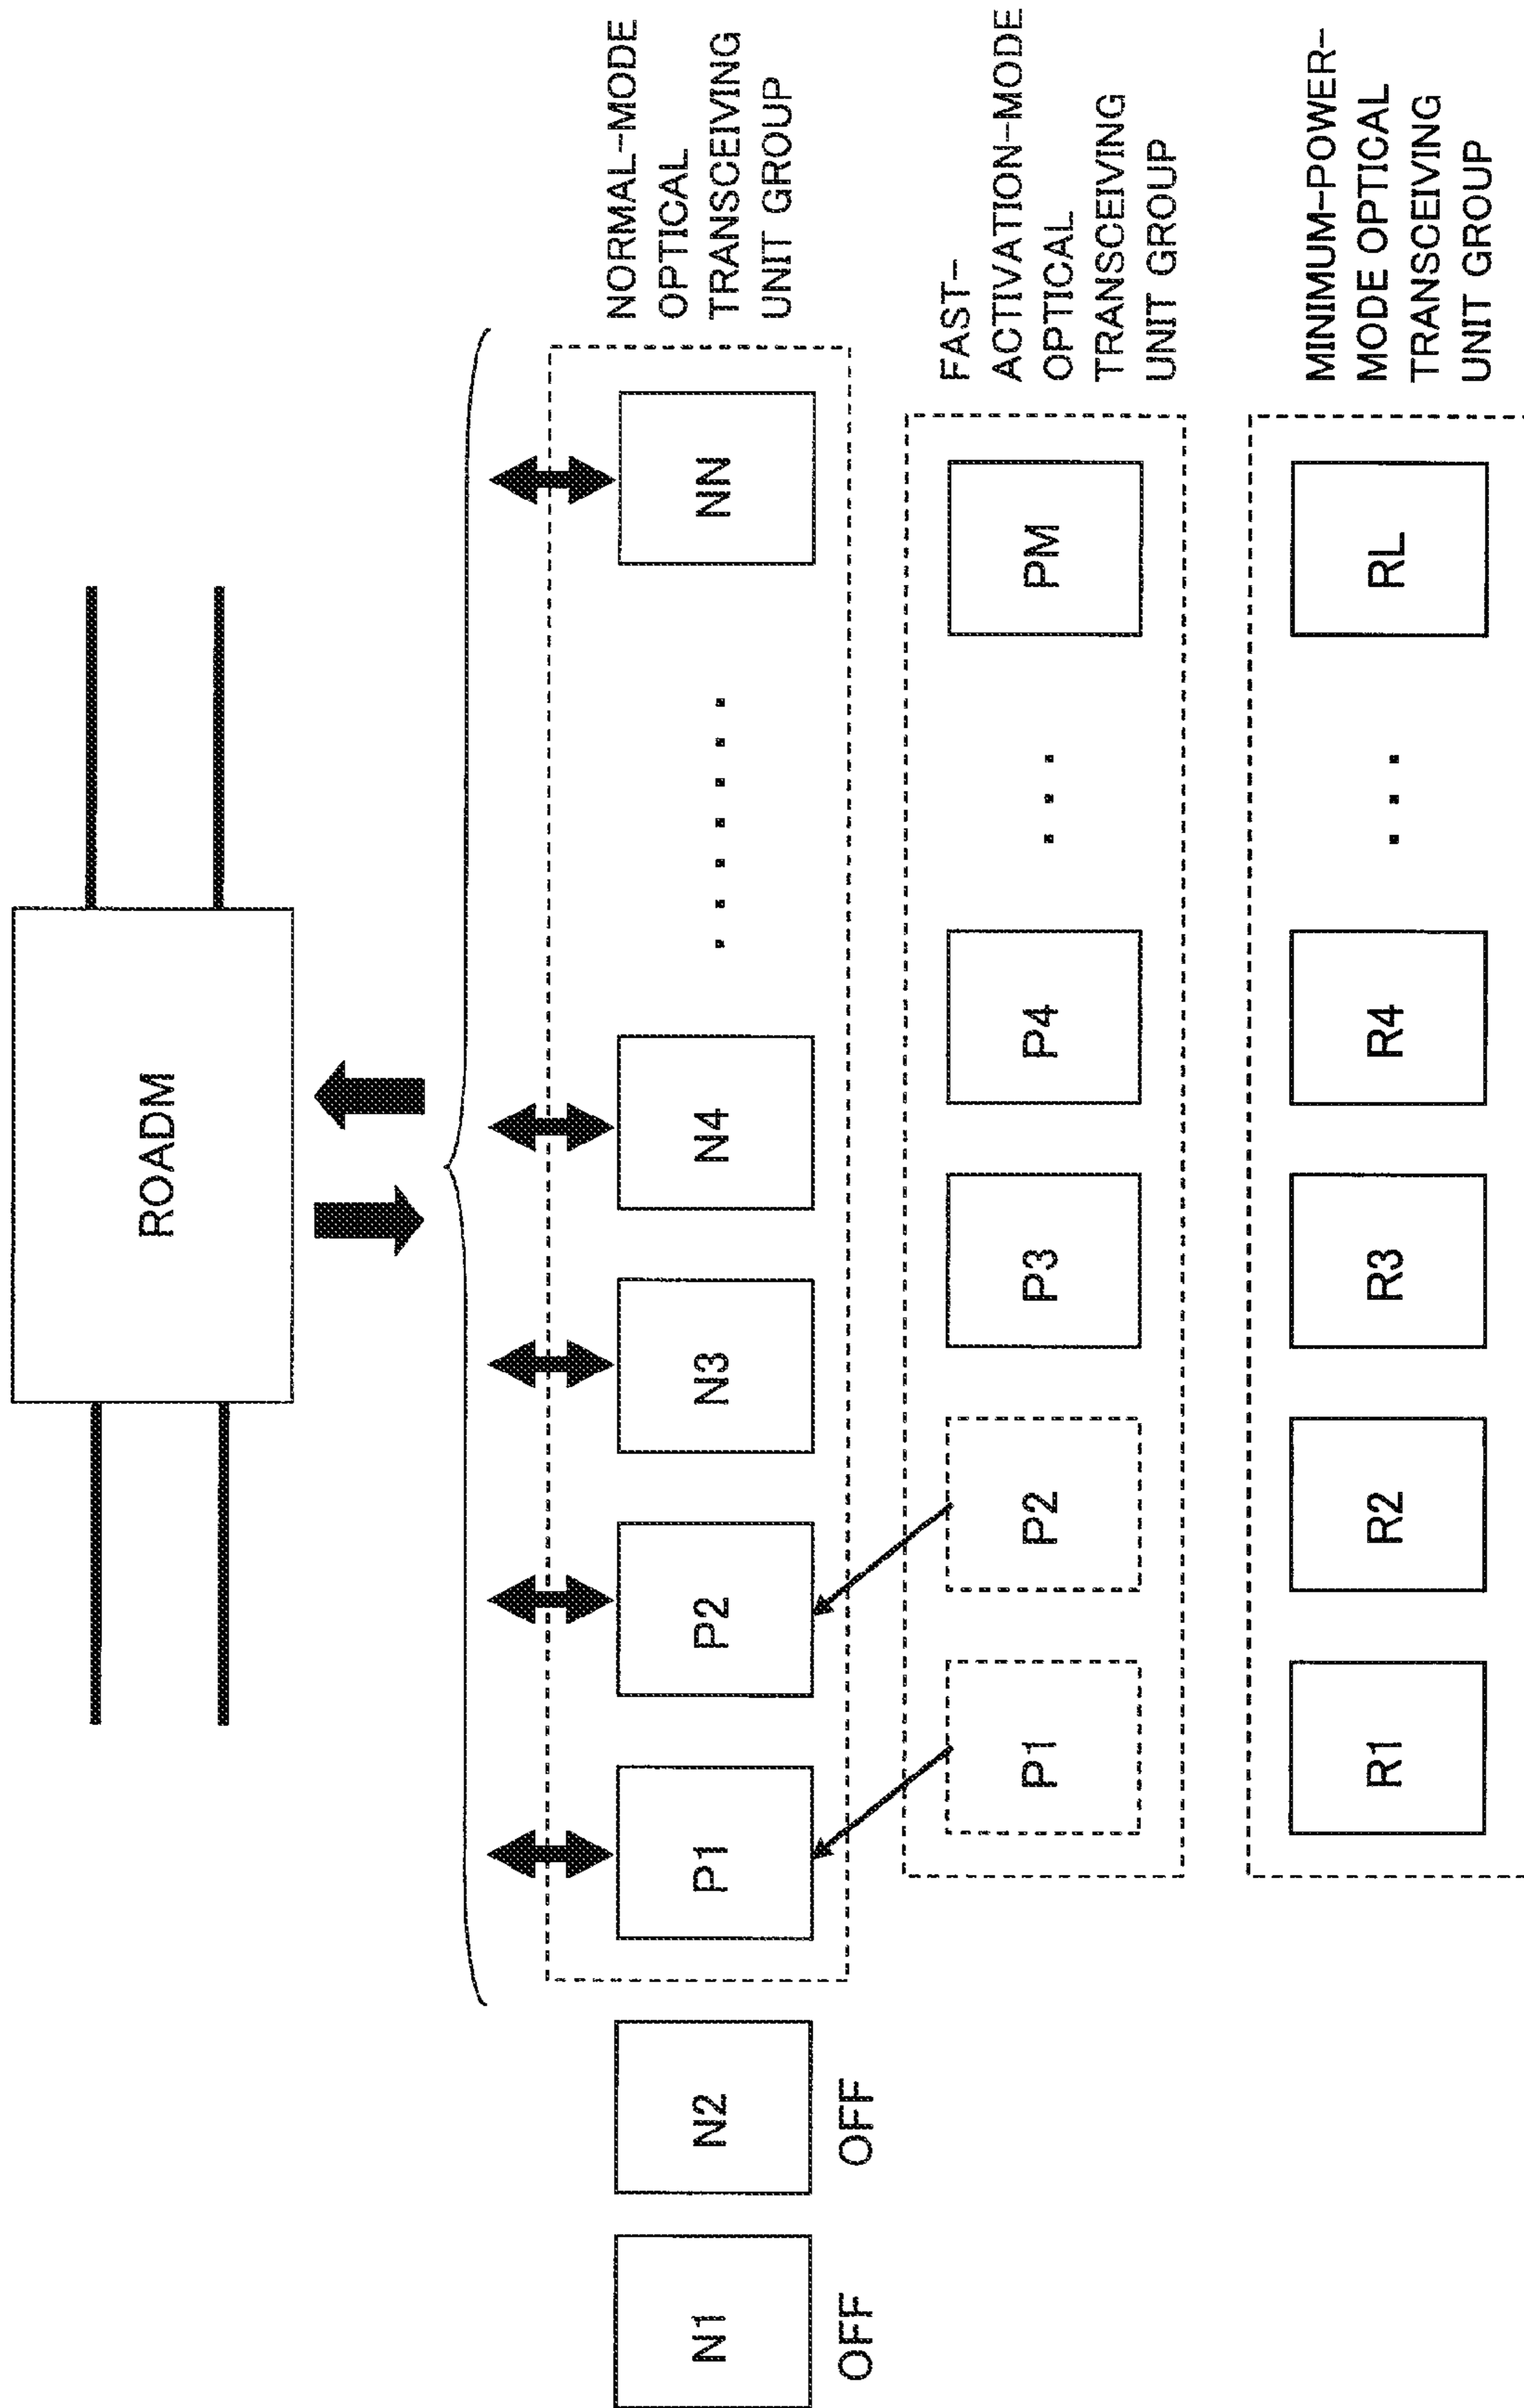 ROADM
NORMAL-MODE
OPTICAL
TRANSCEIVING
UNIT GROUP
N1
N2
P1
P2
N3
N4
NN
OFF
OFF
FAST-
ACTIVATION-MODE
OPTICAL
TRANSCEIVING
UNIT GROUP
P1
P2
P3
P4
PM
MINIMUM-POWER-
MODE OPTICAL
TRANSCEIVING
UNIT GROUP
R1
R2
R3
R4
RL